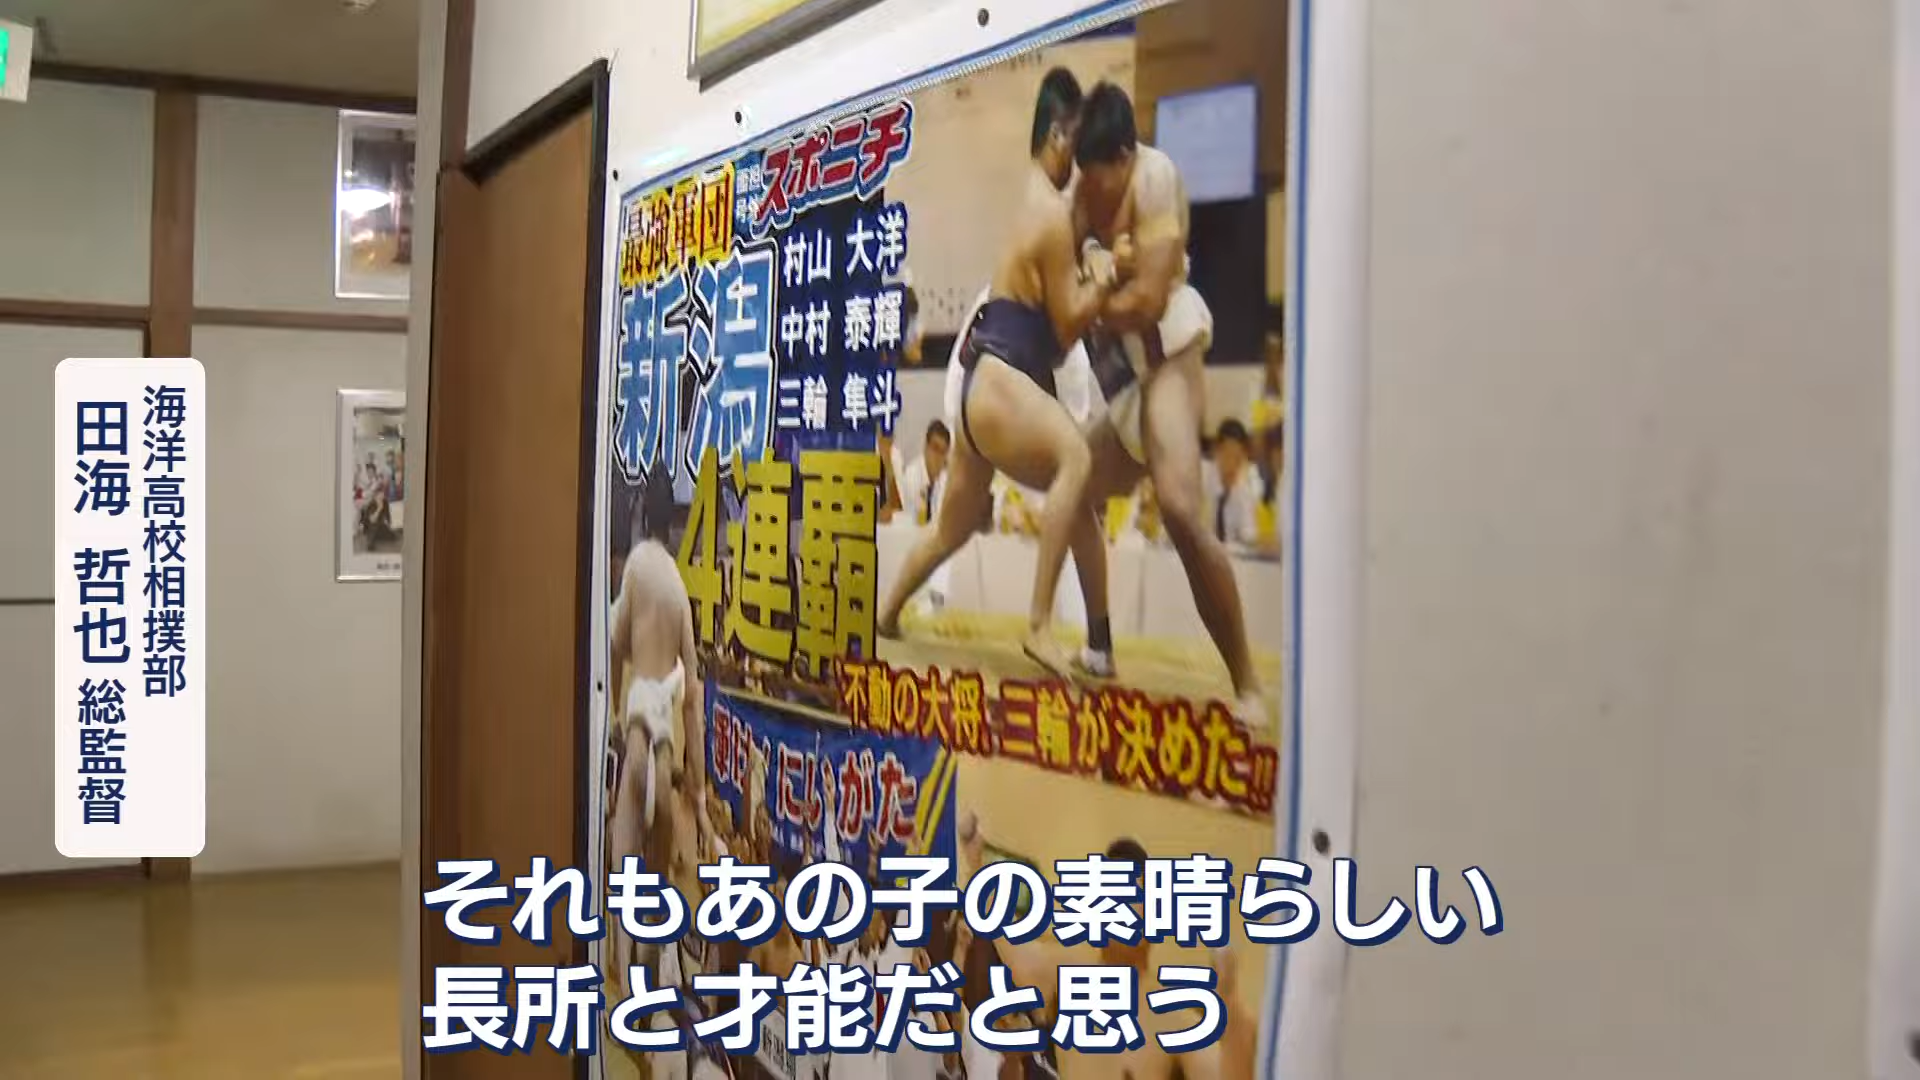 海洋高校相撲部
田海 哲也 総監督
スポニチ
最強軍団
新潟
村山 大洋
中村 泰輝
三輪 隼斗
4連覇
不動の大将、三輪が決めた!!
にいがた
それもあの子の素晴らしい
長所と才能だと思う